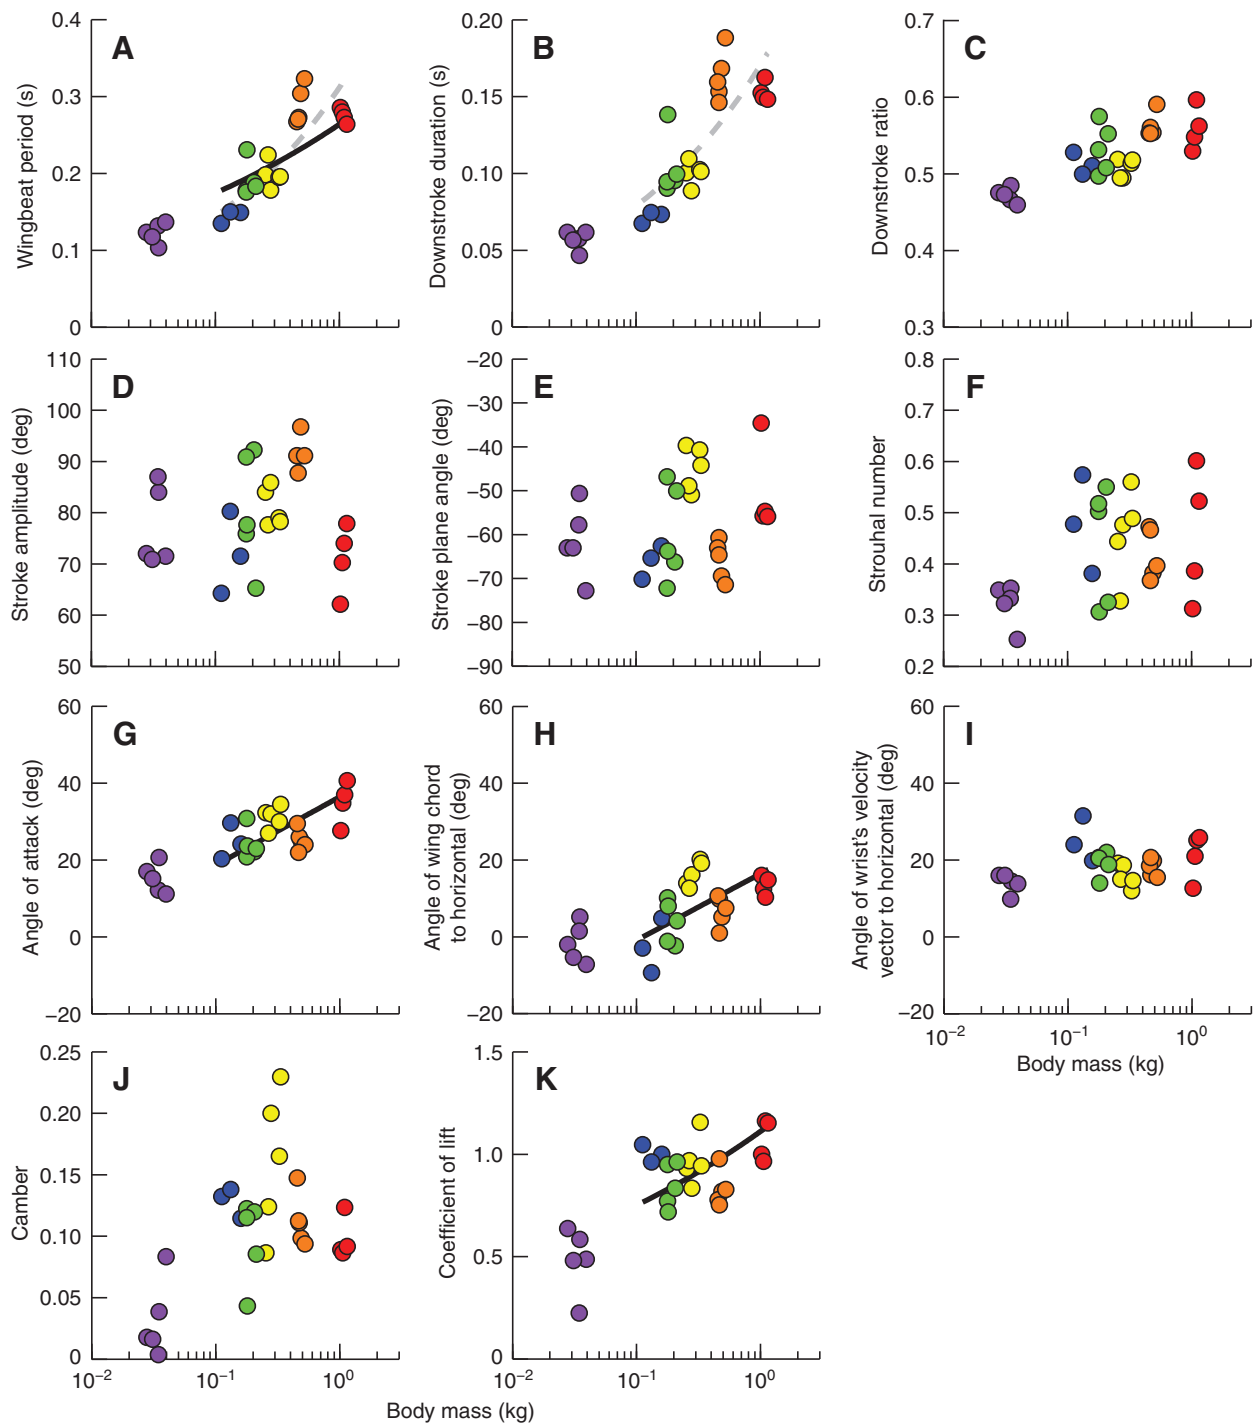 A
Wingbeat period (s)
0.4
0.3
0.2
0.1
0
B
Downstroke duration (s)
0.20
0.15
0.10
0.05
0
C
Downstroke ratio
0.7
0.6
0.5
0.4
0.3
D
Stroke amplitude (deg)
110
100
90
80
70
60
50
E
Stroke plane angle (deg)
−20
−30
−40
−50
−60
−70
−80
−90
F
Strouhal number
0.8
0.7
0.6
0.5
0.4
0.3
0.2
G
Angle of attack (deg)
60
40
20
0
−20
H
Angle of wing chord
to horizontal (deg)
60
40
20
0
−20
I
Angle of wrist's velocity
vector to horizontal (deg)
60
40
20
0
−20
10−2
10−1
100
Body mass (kg)
J
Camber
0.25
0.20
0.15
0.10
0.05
0
10−2
10−1
100
K
Coefficient of lift
1.5
1.0
0.5
0
10−2
10−1
100
Body mass (kg)